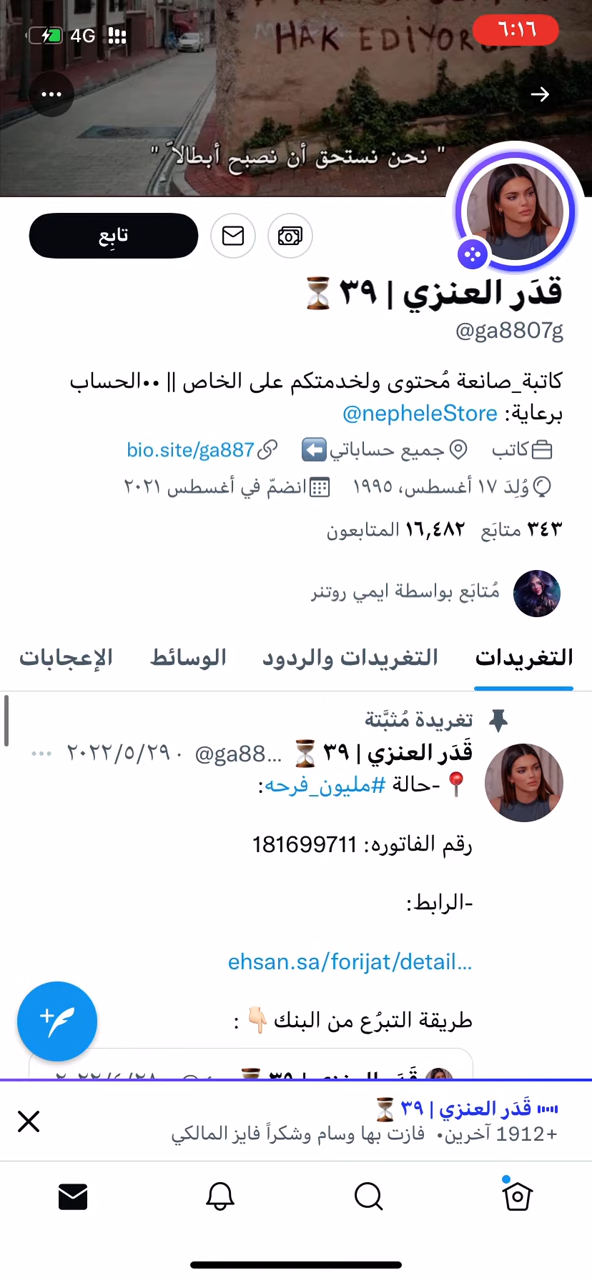 4G
٦:١٦
HAK EDIYOR
" نحن نستحق أن نصبح أبطالاً "
تابِع
قدَر العنزي | ٣٩ ⏳
@ga8807g
كاتبة_صانعة مُحتوى ولخدمتكم على الخاص || ••الحساب
برعاية: @nepheleStore
كاتب جميع حساباتي⬅️ bio.site/ga887
وُلِدَ ١٧ أغسطس، ١٩٩٥ انضمّ في أغسطس ٢٠٢١
٣٤٣ متابَع ١٦,٤٨٢ المتابعون
مُتابَع بواسطة ايمي روتنر
التغريدات التغريدات والردود الوسائط الإعجابات
تغريدة مُثبَّتة
قَدَر العنزي | ٣٩ ⏳ @ga88... · ٢٠٢٢/٥/٢٩
📍 -حالة #مليون_فرحه:
رقم الفاتوره: 181699711
-الرابط:
ehsan.sa/forijat/detail...
طريقة التبرُع من البنك👇🏻 :
قَدَر العنزي | ٣٩ ⏳
قَدَر العنزي | ٣٩ ⏳
+1912 آخرين• فازت بها وسام وشكراً فايز المالكي